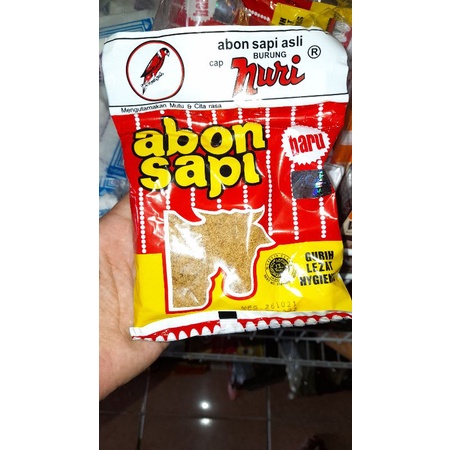 abon sapi asli
BURUNG
cap nuri ®
Mengutamakan Mutu & Cita rasa
abon
sapi
baru
GURIH
LEZAT
HYGIENIS